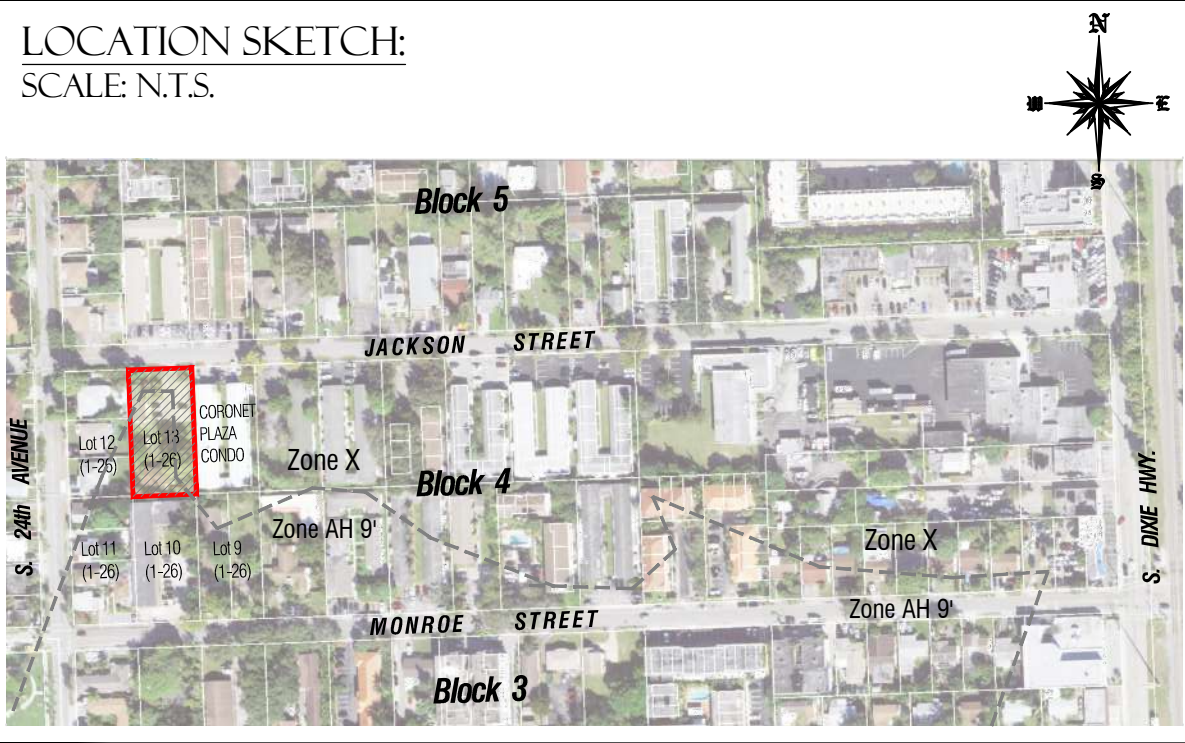 LOCATION SKETCH:
SCALE: N.T.S.
N
W
E
S
Block 5
JACKSON STREET
S. 24th AVENUE
Lot 12
(1-26)
Lot 13
(1-26)
CORONET
PLAZA
CONDO
Zone X
Block 4
Zone AH 9'
Lot 11
(1-26)
Lot 10
(1-26)
Lot 9
(1-26)
Zone X
Zone AH 9'
S. DIXIE HWY.
MONROE STREET
Block 3